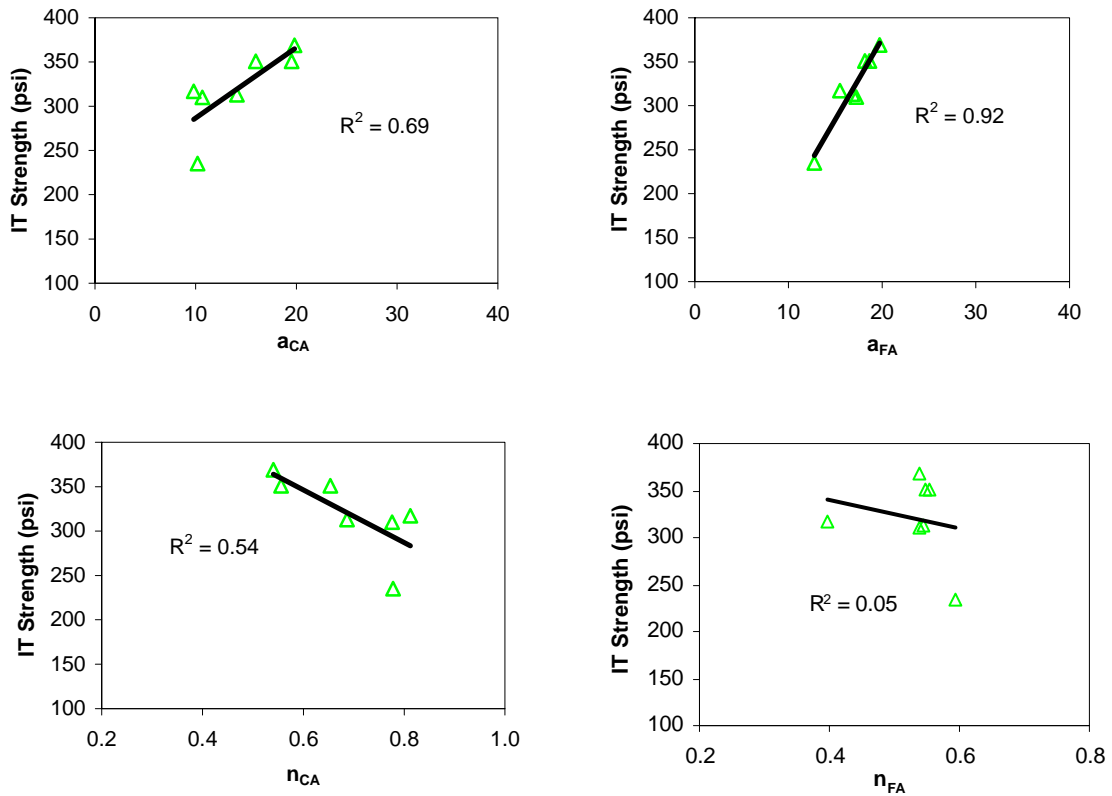 400
350
300
250
200
150
100
IT Strength (psi)
R² = 0.69
0 10 20 30 40
a_CA
400
350
300
250
200
150
100
IT Strength (psi)
R² = 0.92
0 10 20 30 40
a_FA
400
350
300
250
200
150
100
IT Strength (psi)
R² = 0.54
0.2 0.4 0.6 0.8 1.0
n_CA
400
350
300
250
200
150
100
IT Strength (psi)
R² = 0.05
0.2 0.4 0.6 0.8
n_FA